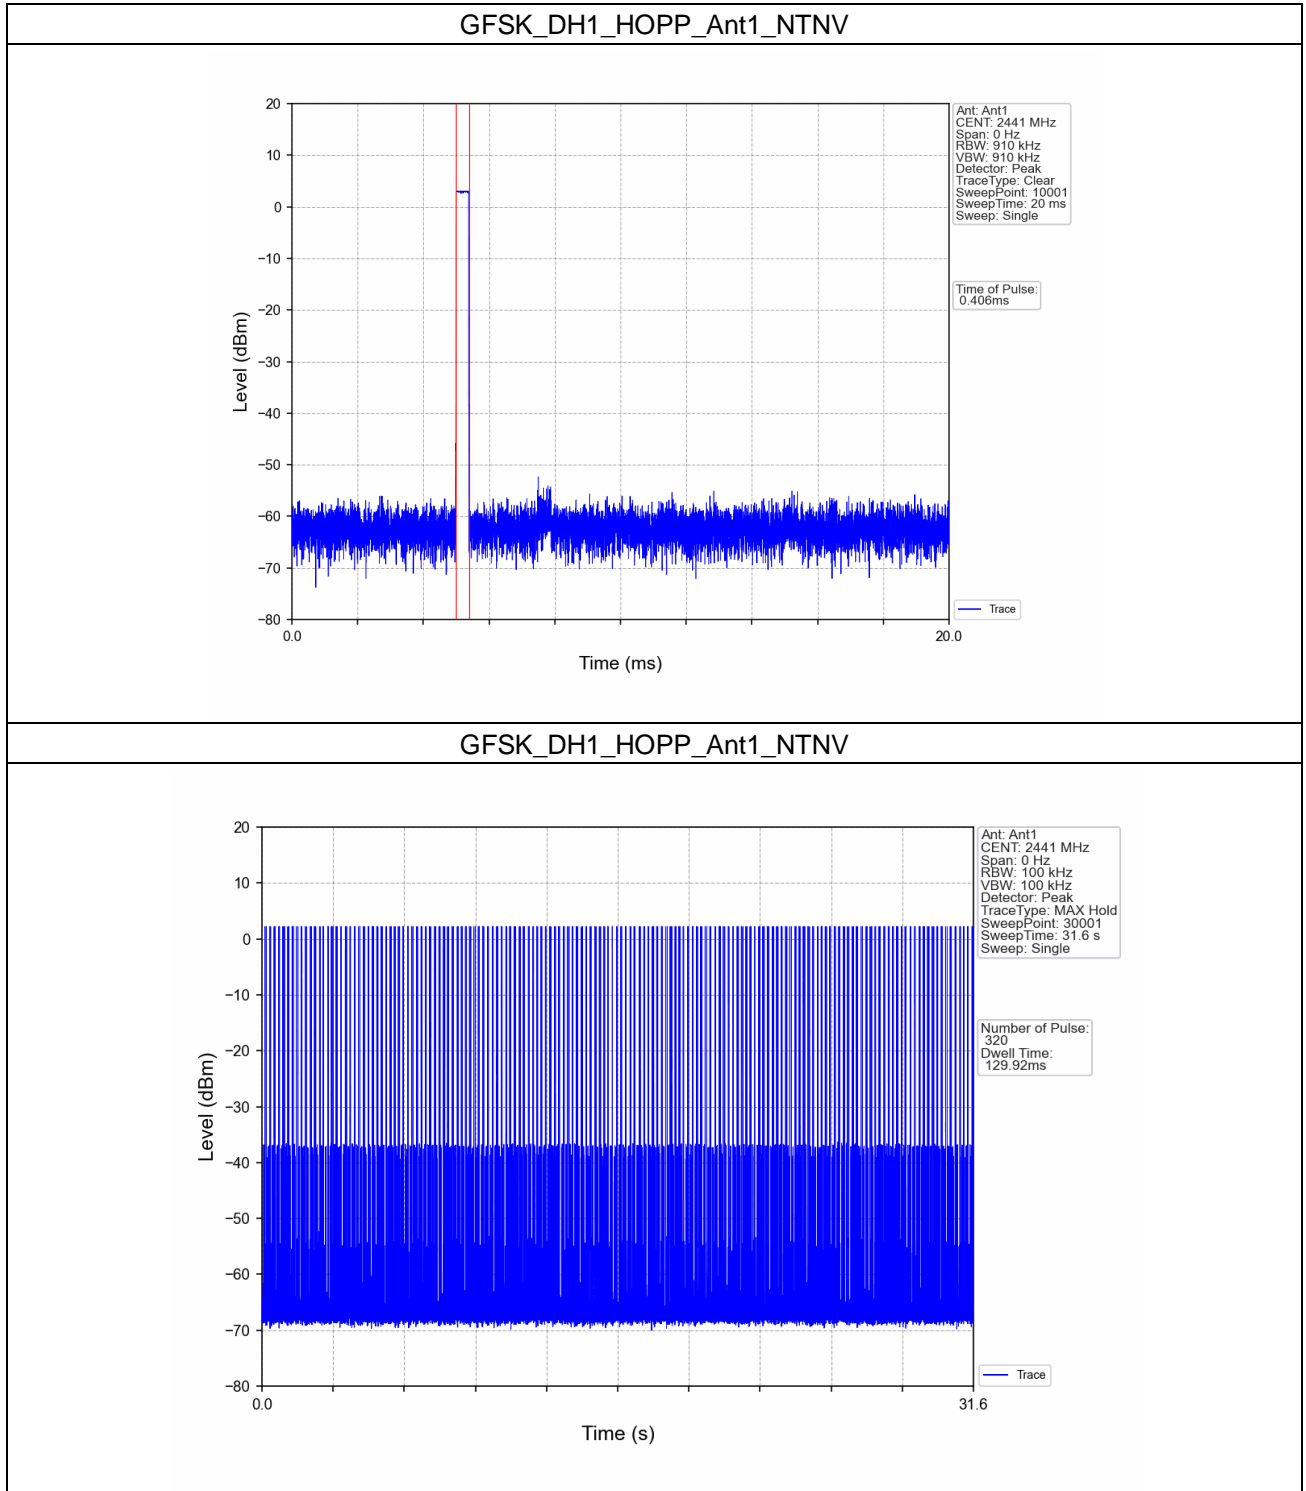 GFSK_DH1_HOPP_Ant1_NTNV
20
10
0
−10
−20
−30
−40
−50
−60
−70
−80
Level (dBm)
0.0
20.0
Time (ms)
Ant: Ant1
CENT: 2441 MHz
Span: 0 Hz
RBW: 910 kHz
VBW: 910 kHz
Detector: Peak
TraceType: Clear
SweepPoint: 10001
SweepTime: 20 ms
Sweep: Single
Time of Pulse:
0.406ms
Trace
GFSK_DH1_HOPP_Ant1_NTNV
20
10
0
−10
−20
−30
−40
−50
−60
−70
−80
Level (dBm)
0.0
31.6
Time (s)
Ant: Ant1
CENT: 2441 MHz
Span: 0 Hz
RBW: 100 kHz
VBW: 100 kHz
Detector: Peak
TraceType: MAX Hold
SweepPoint: 30001
SweepTime: 31.6 s
Sweep: Single
Number of Pulse:
320
Dwell Time:
129.92ms
Trace